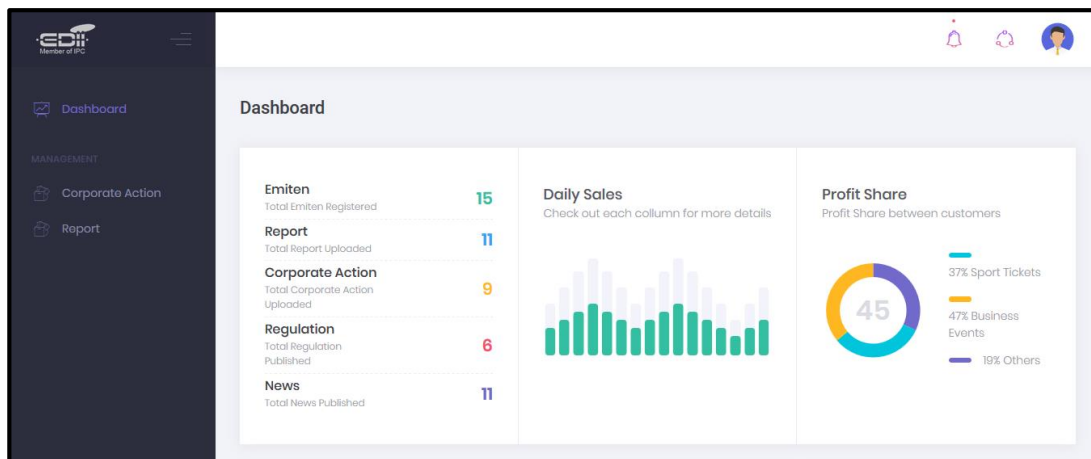 EDII
Member of IPC
Dashboard
MANAGEMENT
Corporate Action
Report
Dashboard
Emiten
Total Emiten Registered
15
Report
Total Report Uploaded
11
Corporate Action
Total Corporate Action
Uploaded
9
Regulation
Total Regulation
Published
6
News
Total News Published
11
Daily Sales
Check out each collumn for more details
Profit Share
Profit Share between customers
45
37% Sport Tickets
47% Business
Events
19% Others